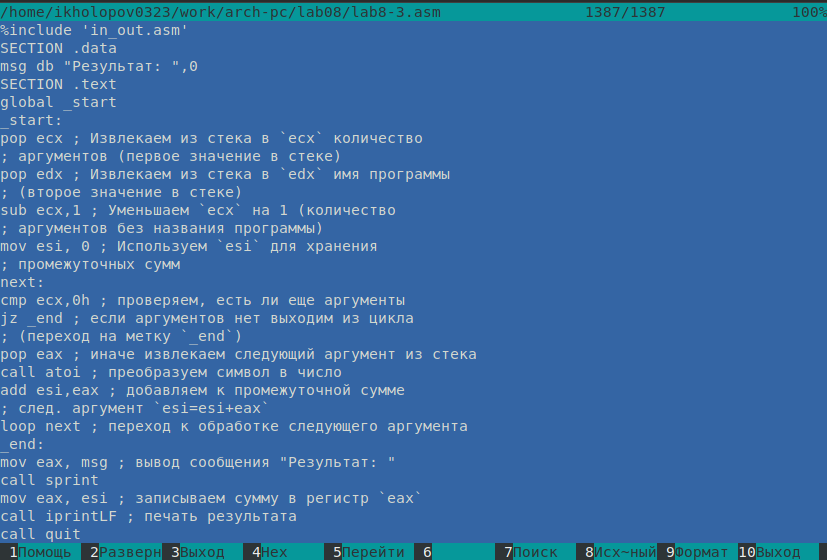 /home/ikholopov0323/work/arch-pc/lab08/lab8-3.asm 1387/1387 100%
%include 'in_out.asm'
SECTION .data
msg db "Результат: ",0
SECTION .text
global _start
_start:
pop ecx ; Извлекаем из стека в `ecx` количество
; аргументов (первое значение в стеке)
pop edx ; Извлекаем из стека в `edx` имя программы
; (второе значение в стеке)
sub ecx,1 ; Уменьшаем `ecx` на 1 (количество
; аргументов без названия программы)
mov esi, 0 ; Используем `esi` для хранения
; промежуточных сумм
next:
cmp ecx,0h ; проверяем, есть ли еще аргументы
jz _end ; если аргументов нет выходим из цикла
; (переход на метку `_end`)
pop eax ; иначе извлекаем следующий аргумент из стека
call atoi ; преобразуем символ в число
add esi,eax ; добавляем к промежуточной сумме
; след. аргумент `esi=esi+eax`
loop next ; переход к обработке следующего аргумента
_end:
mov eax, msg ; вывод сообщения "Результат: "
call sprint
mov eax, esi ; записываем сумму в регистр `eax`
call iprintLF ; печать результата
call quit
1Помощь 2Разверн 3Выход 4Hex 5Перейти 6 7Поиск 8Исх~ный 9Формат 10Выход